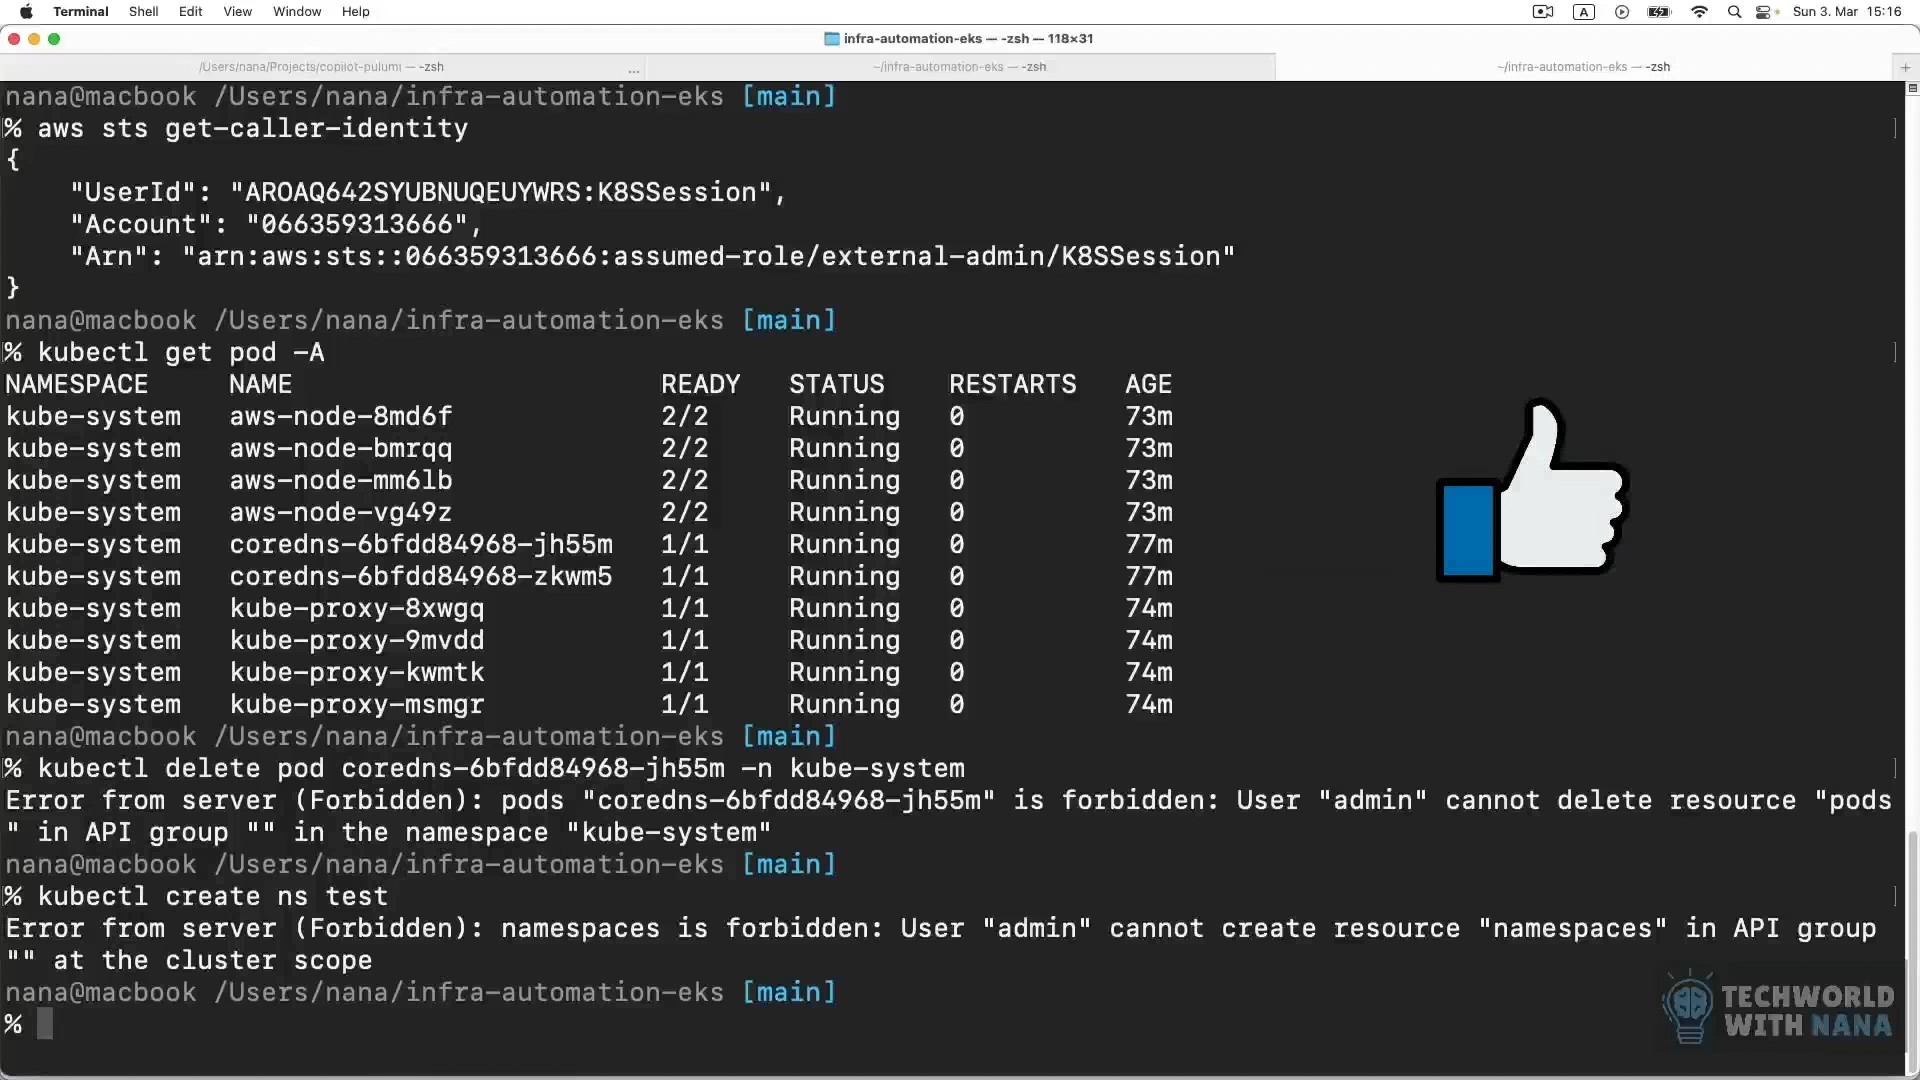 Terminal Shell Edit View Window Help A Sun 3. Mar 15:16
infra-automation-eks — -zsh — 118×31
/Users/nana/Projects/copilot-pulumi — -zsh ... ~/infra-automation-eks — -zsh ~/infra-automation-eks — -zsh +
nana@macbook /Users/nana/infra-automation-eks [main]
% aws sts get-caller-identity
{
"UserId": "AROAQ642SYUBNUQEUYWRS:K8SSession",
"Account": "066359313666",
"Arn": "arn:aws:sts::066359313666:assumed-role/external-admin/K8SSession"
}
nana@macbook /Users/nana/infra-automation-eks [main]
% kubectl get pod -A
NAMESPACE NAME READY STATUS RESTARTS AGE
kube-system aws-node-8md6f 2/2 Running 0 73m
kube-system aws-node-bmrqq 2/2 Running 0 73m
kube-system aws-node-mm6lb 2/2 Running 0 73m
kube-system aws-node-vg49z 2/2 Running 0 73m
kube-system coredns-6bfdd84968-jh55m 1/1 Running 0 77m
kube-system coredns-6bfdd84968-zkwm5 1/1 Running 0 77m
kube-system kube-proxy-8xwgq 1/1 Running 0 74m
kube-system kube-proxy-9mvdd 1/1 Running 0 74m
kube-system kube-proxy-kwmtk 1/1 Running 0 74m
kube-system kube-proxy-msmgr 1/1 Running 0 74m
nana@macbook /Users/nana/infra-automation-eks [main]
% kubectl delete pod coredns-6bfdd84968-jh55m -n kube-system
Error from server (Forbidden): pods "coredns-6bfdd84968-jh55m" is forbidden: User "admin" cannot delete resource "pods
" in API group "" in the namespace "kube-system"
nana@macbook /Users/nana/infra-automation-eks [main]
% kubectl create ns test
Error from server (Forbidden): namespaces is forbidden: User "admin" cannot create resource "namespaces" in API group
"" at the cluster scope
nana@macbook /Users/nana/infra-automation-eks [main]
%
TECHWORLD
WITH NANA